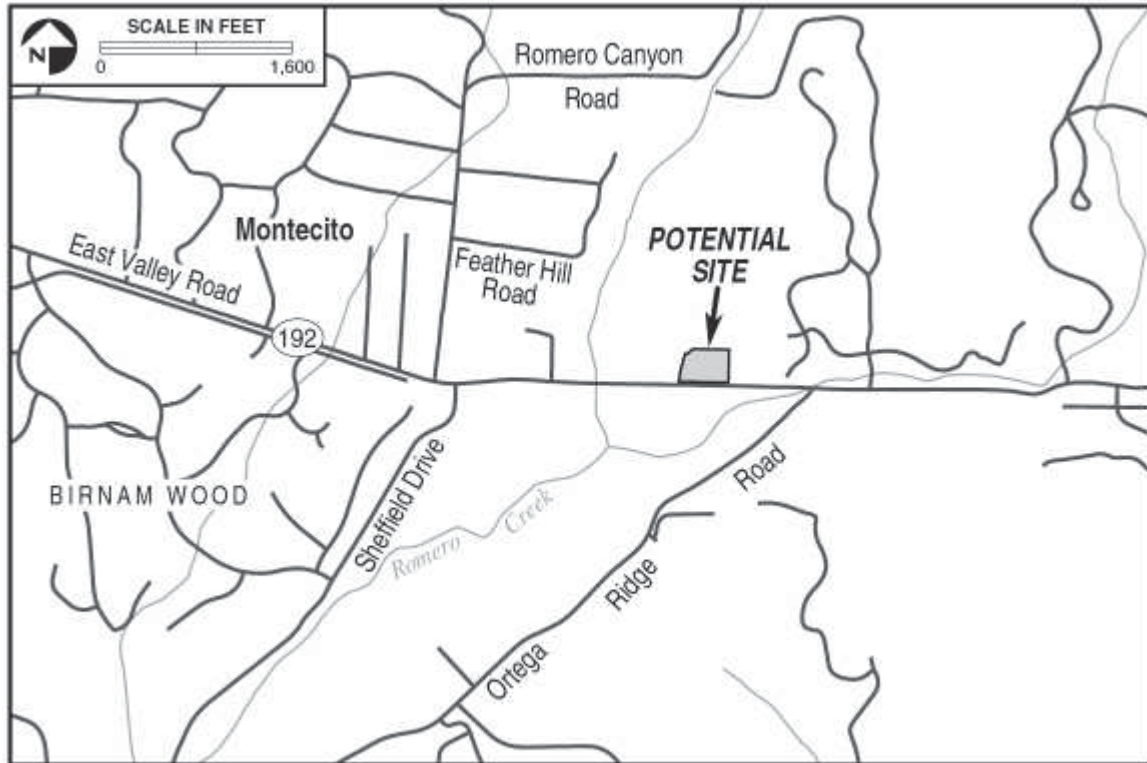 SCALE IN FEET
N
0 1,600
Romero Canyon
Road
Montecito
East Valley Road
Feather Hill
Road
POTENTIAL
SITE
192
BIRNAM WOOD
Sheffield Drive
Romero Creek
Ortega Ridge Road